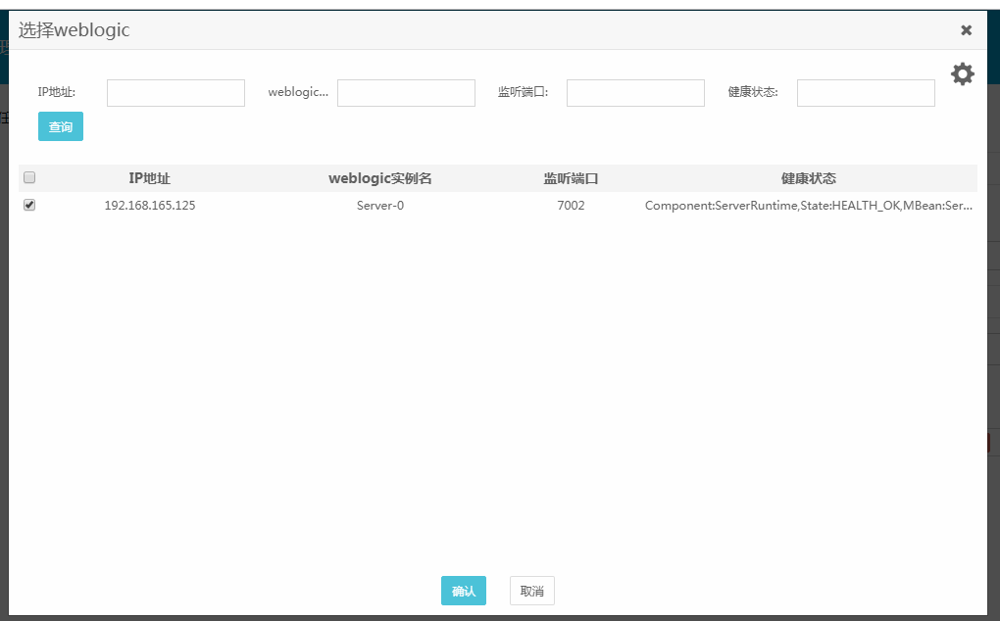 选择weblogic
IP地址: weblogic... 监听端口: 健康状态:
查询
IP地址 weblogic实例名 监听端口 健康状态
192.168.165.125 Server-0 7002 Component:ServerRuntime,State:HEALTH_OK,MBean:Ser...
确认 取消